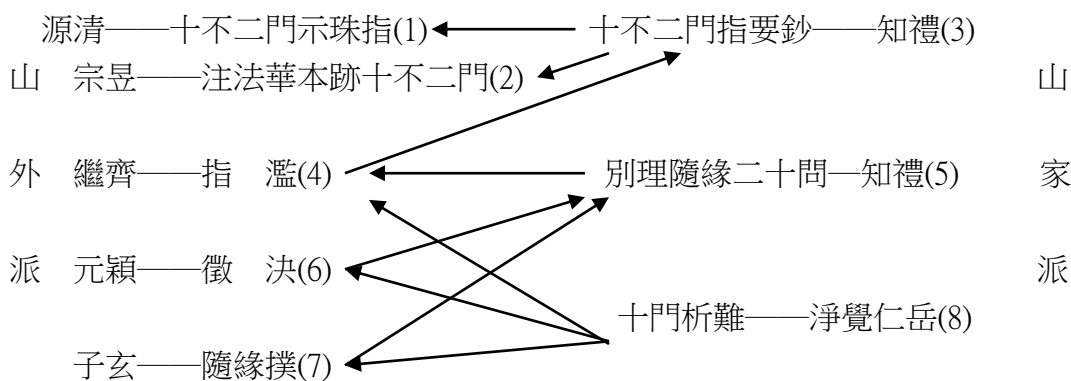 源清——十不二門示珠指(1) 十不二門指要鈔——知禮(3)
山 宗昱——注法華本跡十不二門(2) 山
外 繼齊——指 濫(4) 別理隨緣二十問—知禮(5) 家
派 元穎——徵 決(6) 派
十門析難——淨覺仁岳(8)
子玄——隨緣撲(7)